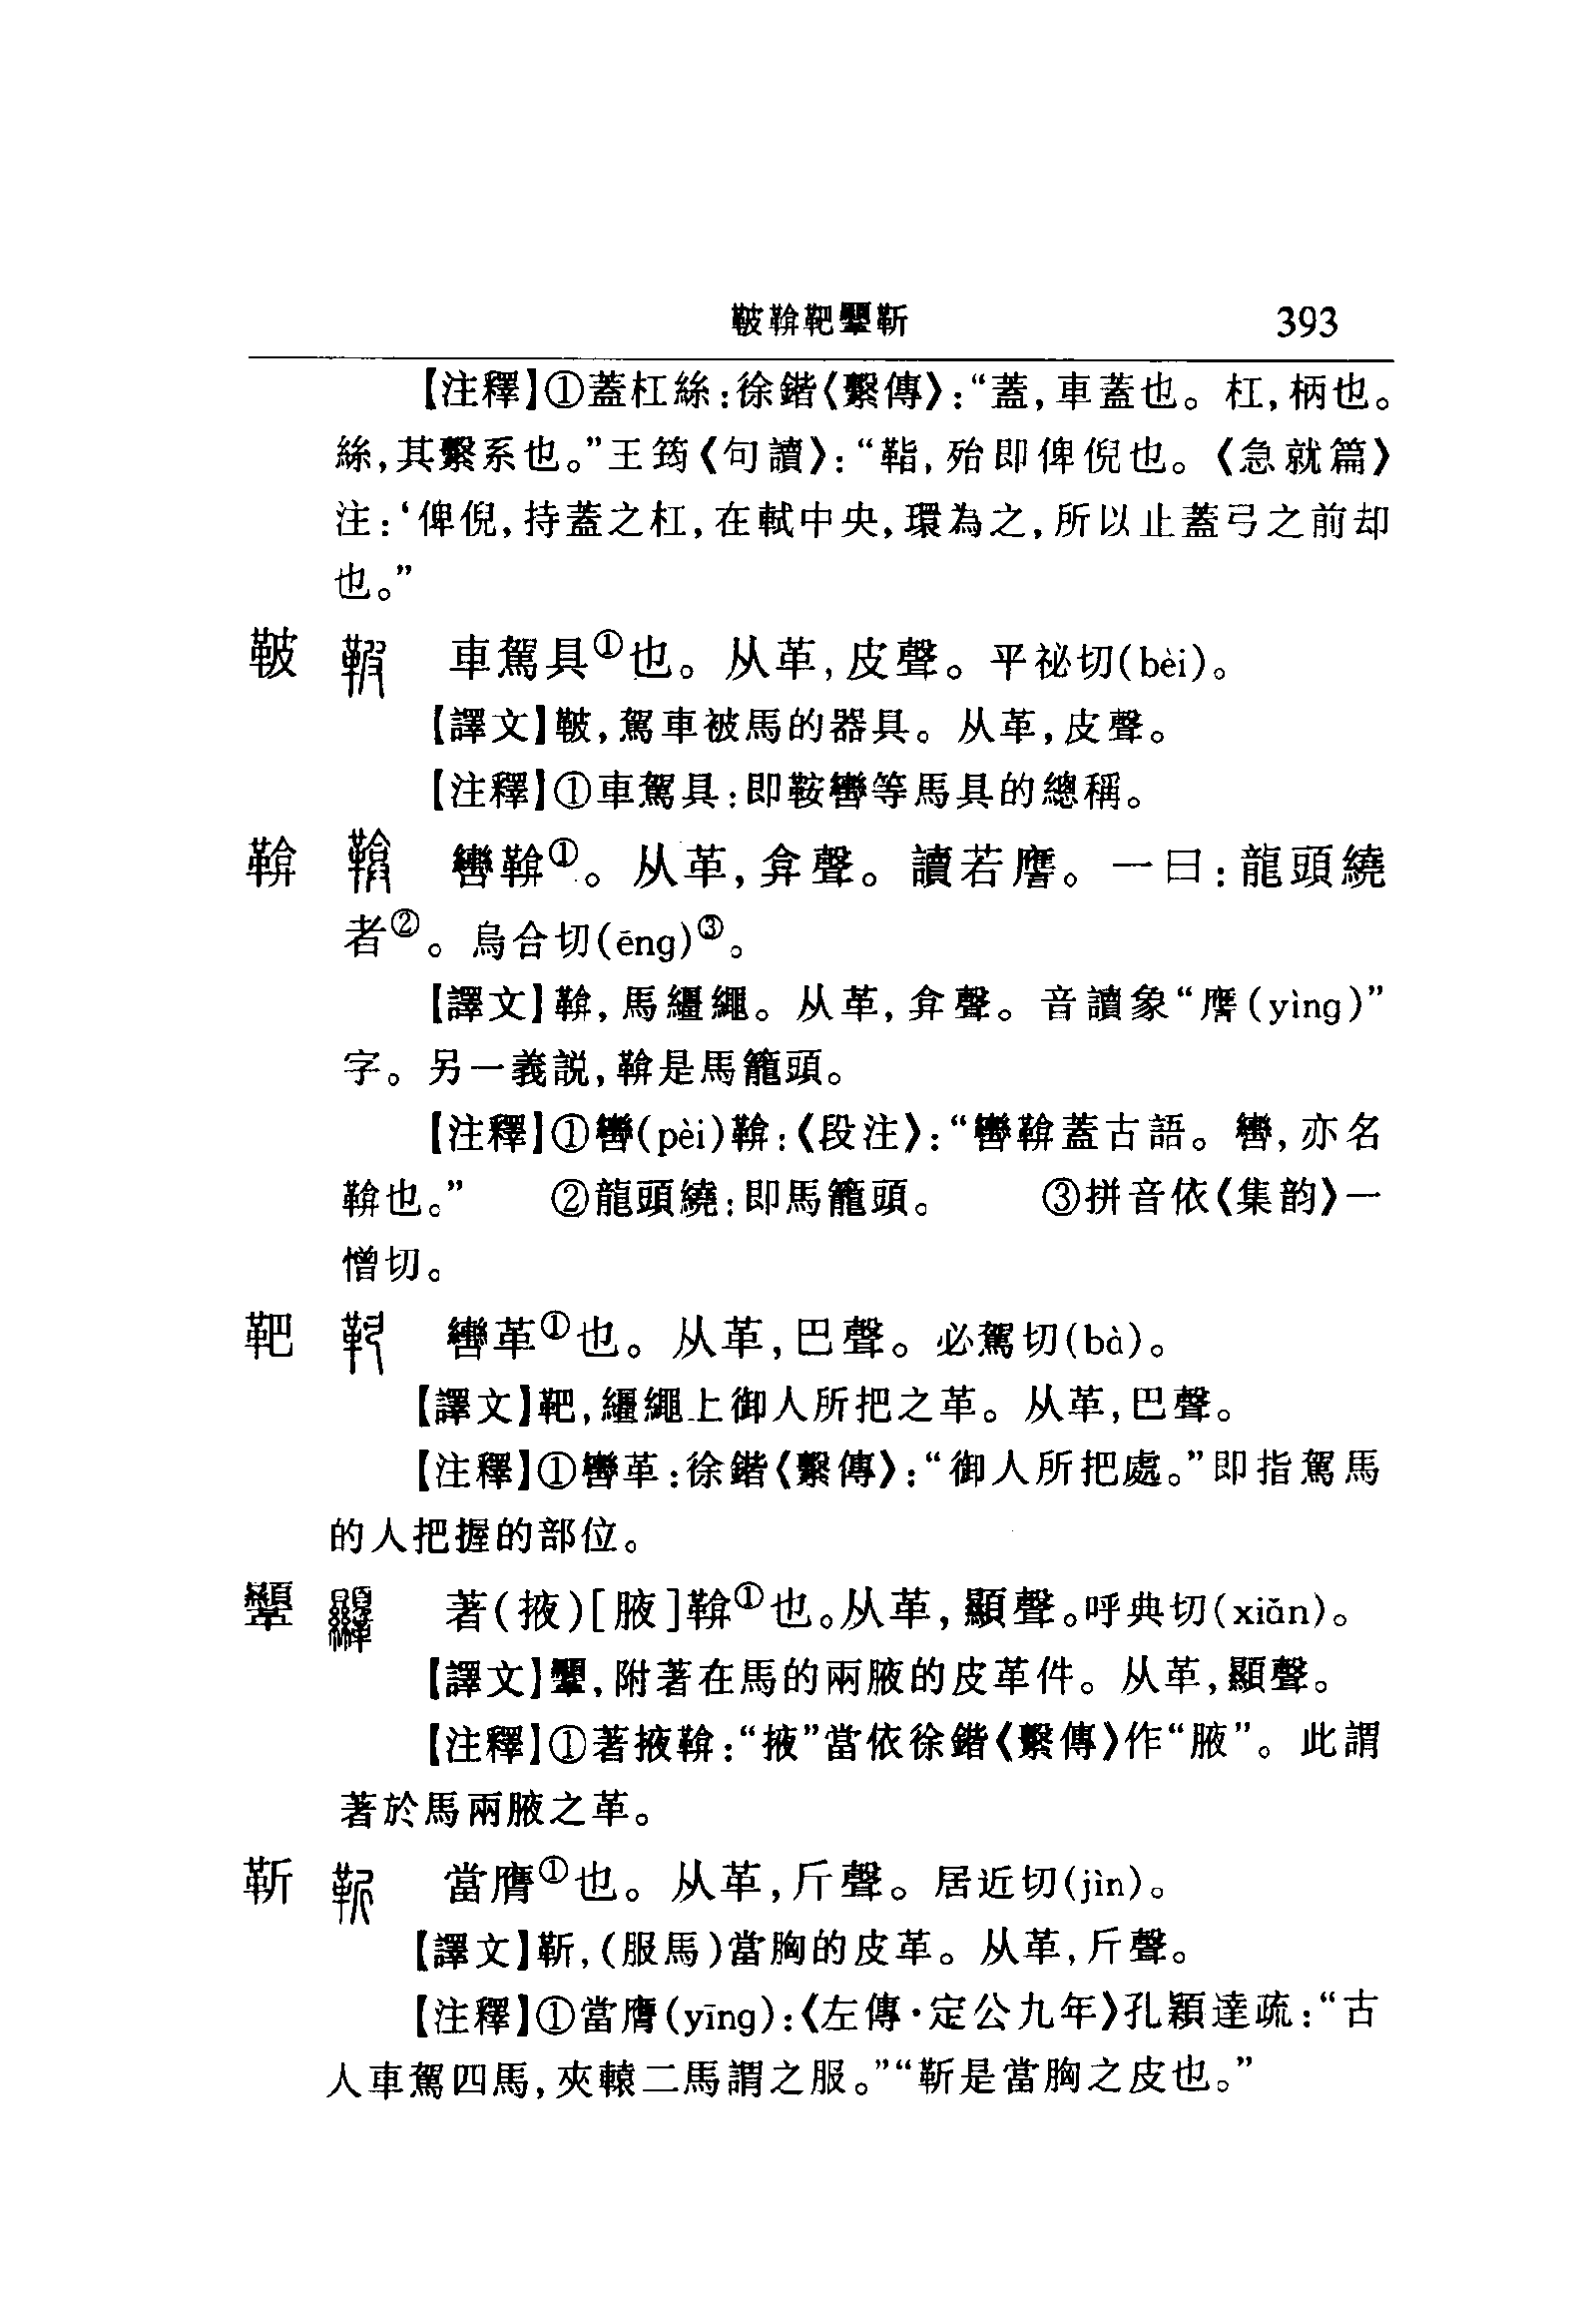 鞁鞥靶韅靳 393
【注釋】①蓋杠絲:徐鍇《繫傳》:“蓋,車蓋也。杠,柄也。
絲,其繫系也。”王筠《句讀》:“鞊,殆即俾倪也。《急就篇》
注:‘俾倪,持蓋之杠,在軾中央,環為之,所以止蓋弓之前却
也。”
鞁 車駕具①也。从革,皮聲。平祕切(bèi)。
【譯文】鞁,駕車被馬的器具。从革,皮聲。
【注釋】①車駕具:即鞍轡等馬具的總稱。
鞥 轡鞥①。从革,弇聲。讀若譍。一曰:龍頭繞
者②。烏合切(ēng)③。
【譯文】鞥,馬繮繩。从革,弇聲。音讀象“譍(yìng)”
字。另一義説,鞥是馬籠頭。
【注釋】①轡(pèi)鞥:《段注》:“轡鞥蓋古語。轡,亦名
鞥也。” ②龍頭繞:即馬籠頭。 ③拼音依《集韵》一
憎切。
靶 轡革①也。从革,巴聲。必駕切(bà)。
【譯文】靶,繮繩上御人所把之革。从革,巴聲。
【注釋】①轡革:徐鍇《繫傳》:“御人所把處。”即指駕馬
的人把握的部位。
韅 著(掖)[腋]鞥①也。从革,顯聲。呼典切(xiǎn)。
【譯文】韅,附著在馬的兩腋的皮革件。从革,顯聲。
【注釋】①著掖鞥:“掖”當依徐鍇《繫傳》作“腋”。此謂
著於馬兩腋之革。
靳 當膺①也。从革,斤聲。居近切(jìn)。
【譯文】靳,(服馬)當胸的皮革。从革,斤聲。
【注釋】①當膺(yīng):《左傳·定公九年》孔穎達疏:“古
人車駕四馬,夾轅二馬謂之服。”“靳是當胸之皮也。”